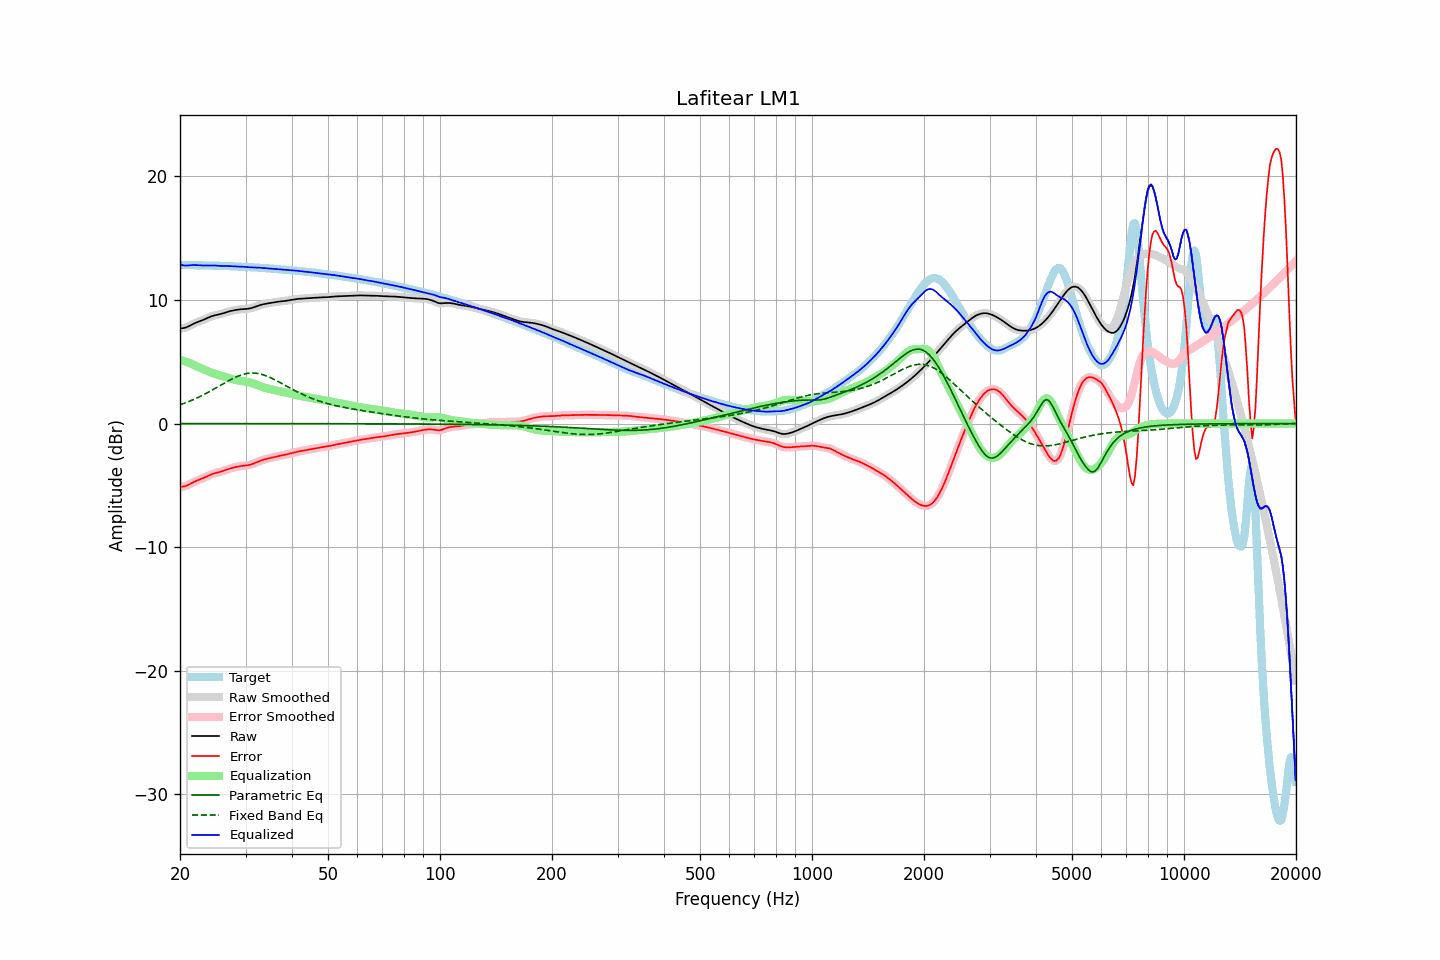 Lafitear LM1
Amplitude (dBr)
20
10
0
−10
−20
−30
Target
Raw Smoothed
Error Smoothed
Raw
Error
Equalization
Parametric Eq
Fixed Band Eq
Equalized
20 50 100 200 500 1000 2000 5000 10000 20000
Frequency (Hz)